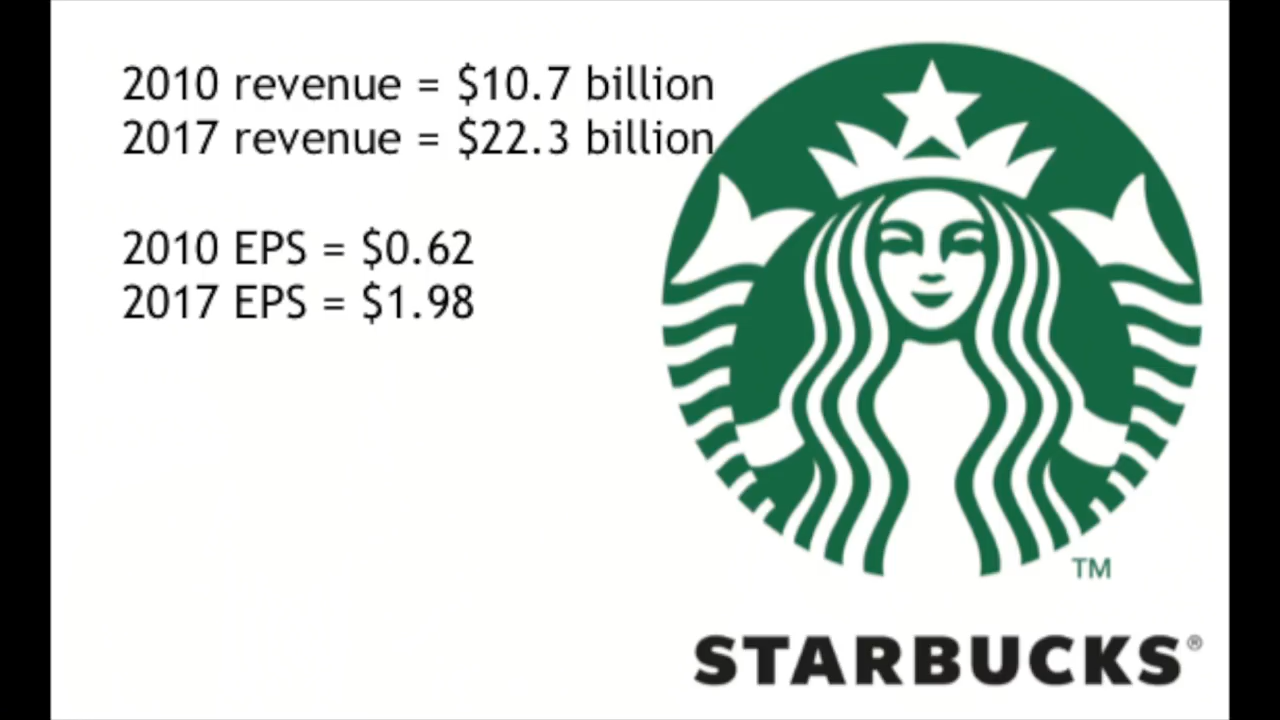 2010 revenue = $10.7 billion
2017 revenue = $22.3 billion
2010 EPS = $0.62
2017 EPS = $1.98
TM
STARBUCKS®